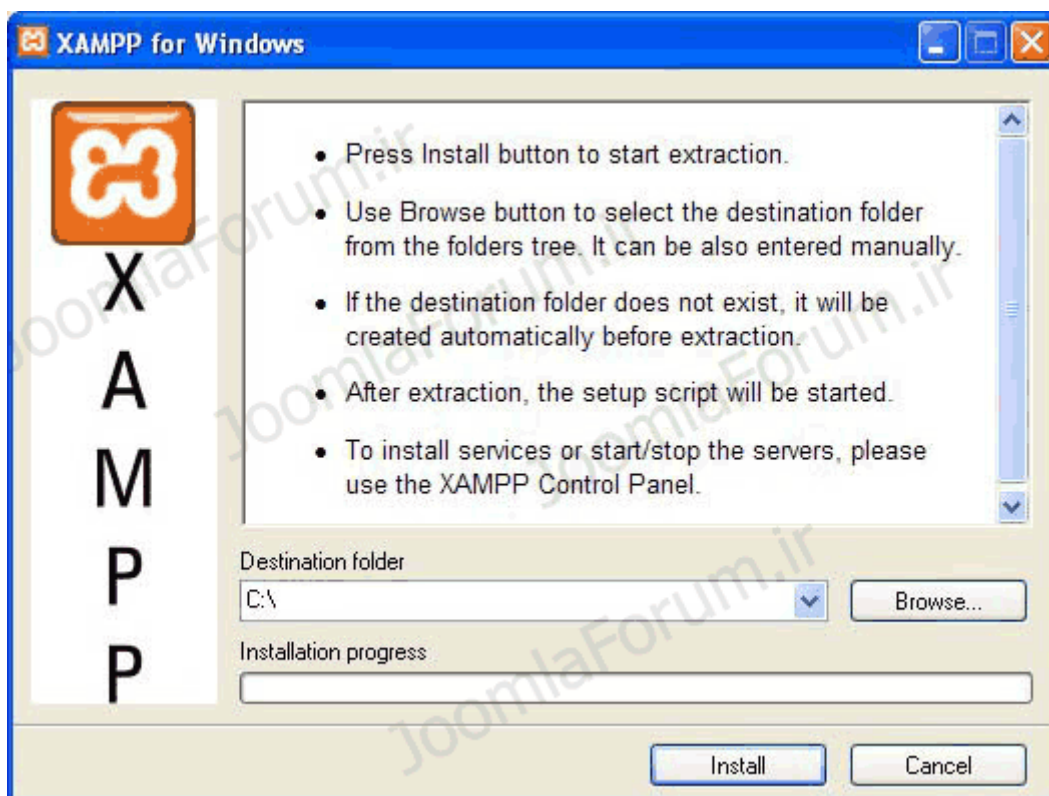 XAMPP for Windows
X
A
M
P
P
• Press Install button to start extraction.
• Use Browse button to select the destination folder
from the folders tree. It can be also entered manually.
• If the destination folder does not exist, it will be
created automatically before extraction.
• After extraction, the setup script will be started.
• To install services or start/stop the servers, please
use the XAMPP Control Panel.
Destination folder
C:\
Browse...
Installation progress
Install
Cancel
JoomlaForum.ir
JoomlaForum.ir
JoomlaForum.ir
JoomlaForum.ir